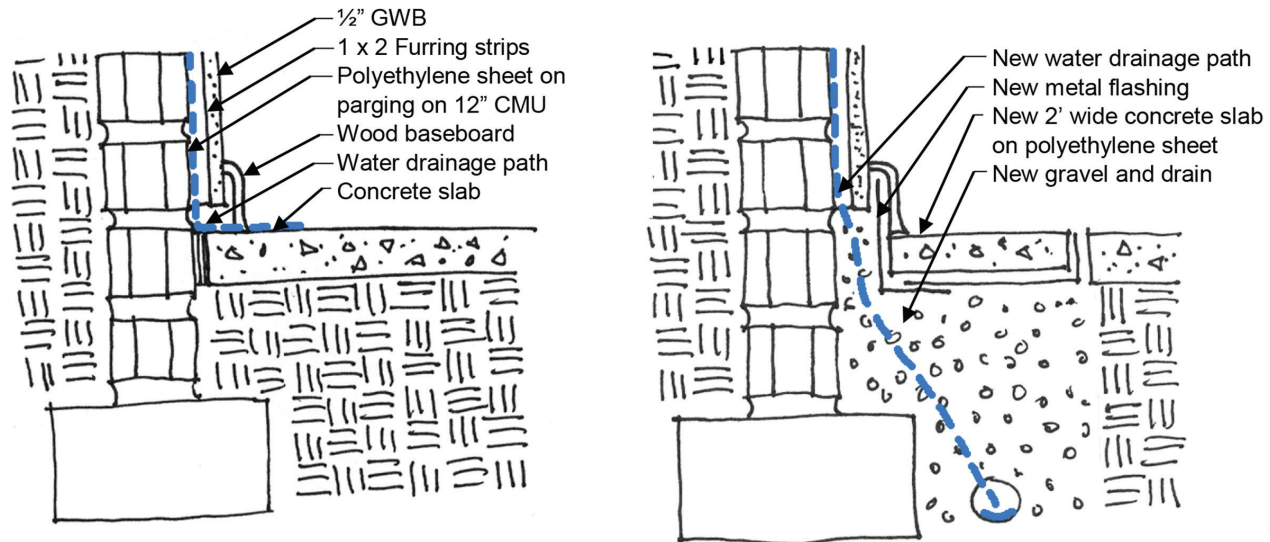 ½” GWB
1 x 2 Furring strips
Polyethylene sheet on
parging on 12” CMU
Wood baseboard
Water drainage path
Concrete slab
New water drainage path
New metal flashing
New 2’ wide concrete slab
on polyethylene sheet
New gravel and drain